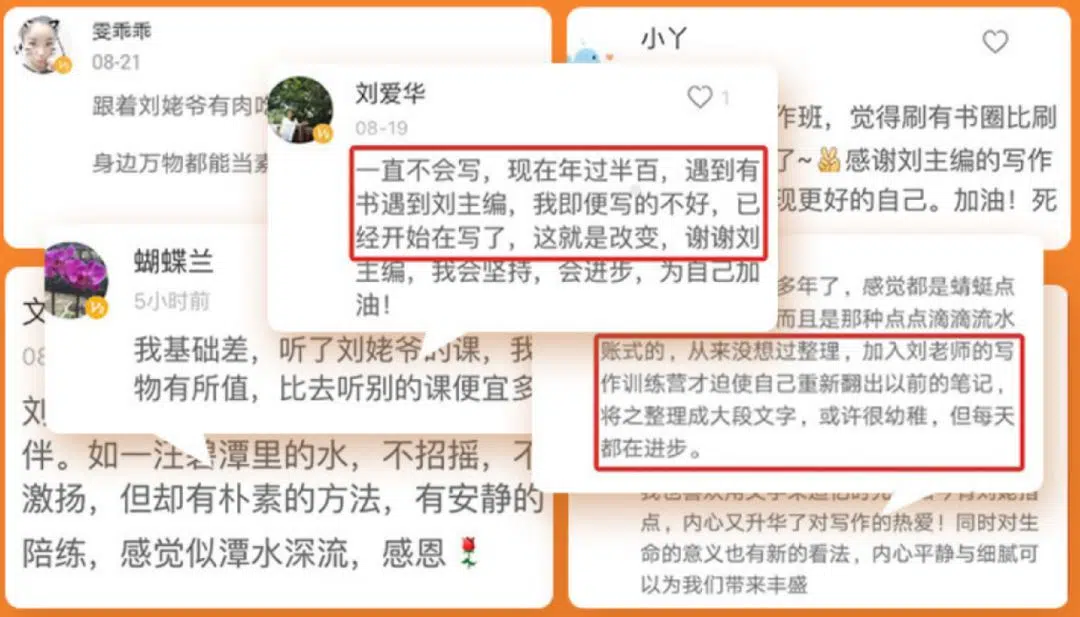 雯乖乖
08-21
跟着刘姥爷有肉
身边万物都能当素
小丫
作班，觉得刷有书圈比刷
了~✌感谢刘主编的写作
现更好的自己。加油！死
刘爱华
1
08-19
一直不会写，现在年过半百，遇到有
书遇到刘主编，我即便写的不好，已
经开始在写了，这就是改变，谢谢刘
主编，我会坚持，会进步，为自己加
油！
蝴蝶兰
5小时前
我基础差，听了刘姥爷的课，我
物有所值，比去听别的课便宜多
文
08
刘
伴。如一汪碧潭里的水，不招摇，不
激扬，但却有朴素的方法，有安静的
陪练，感觉似潭水深流，感恩🌹
多年了，感觉都是蜻蜓点
而且是那种点点滴滴流水
账式的，从来没想过整理，加入刘老师的写
作训练营才迫使自己重新翻出以前的笔记，
将之整理成大段文字，或许很幼稚，但每天
都在进步。
点，内心又升华了对写作的热爱！同时对生
命的意义也有新的看法，内心平静与细腻可
以为我们带来丰盛